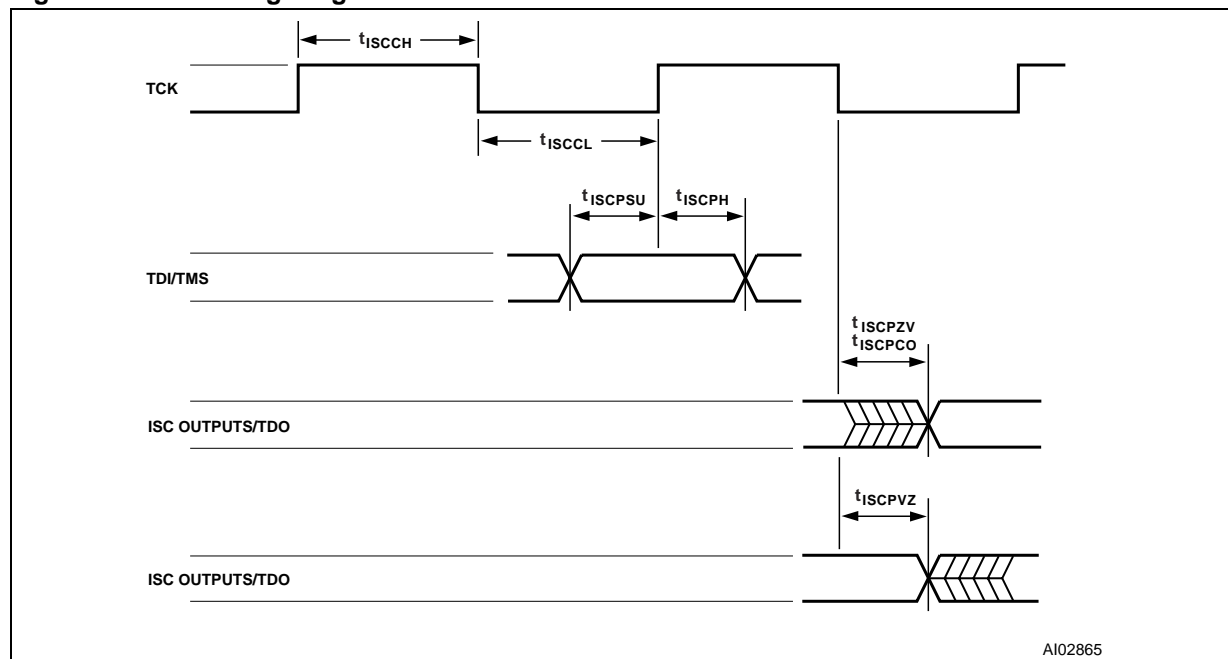 tISCCH
TCK
tISCCL
tISCPSU
tISCPH
TDI/TMS
tISCPZV
tISCPCO
ISC OUTPUTS/TDO
tISCPVZ
ISC OUTPUTS/TDO
AI02865